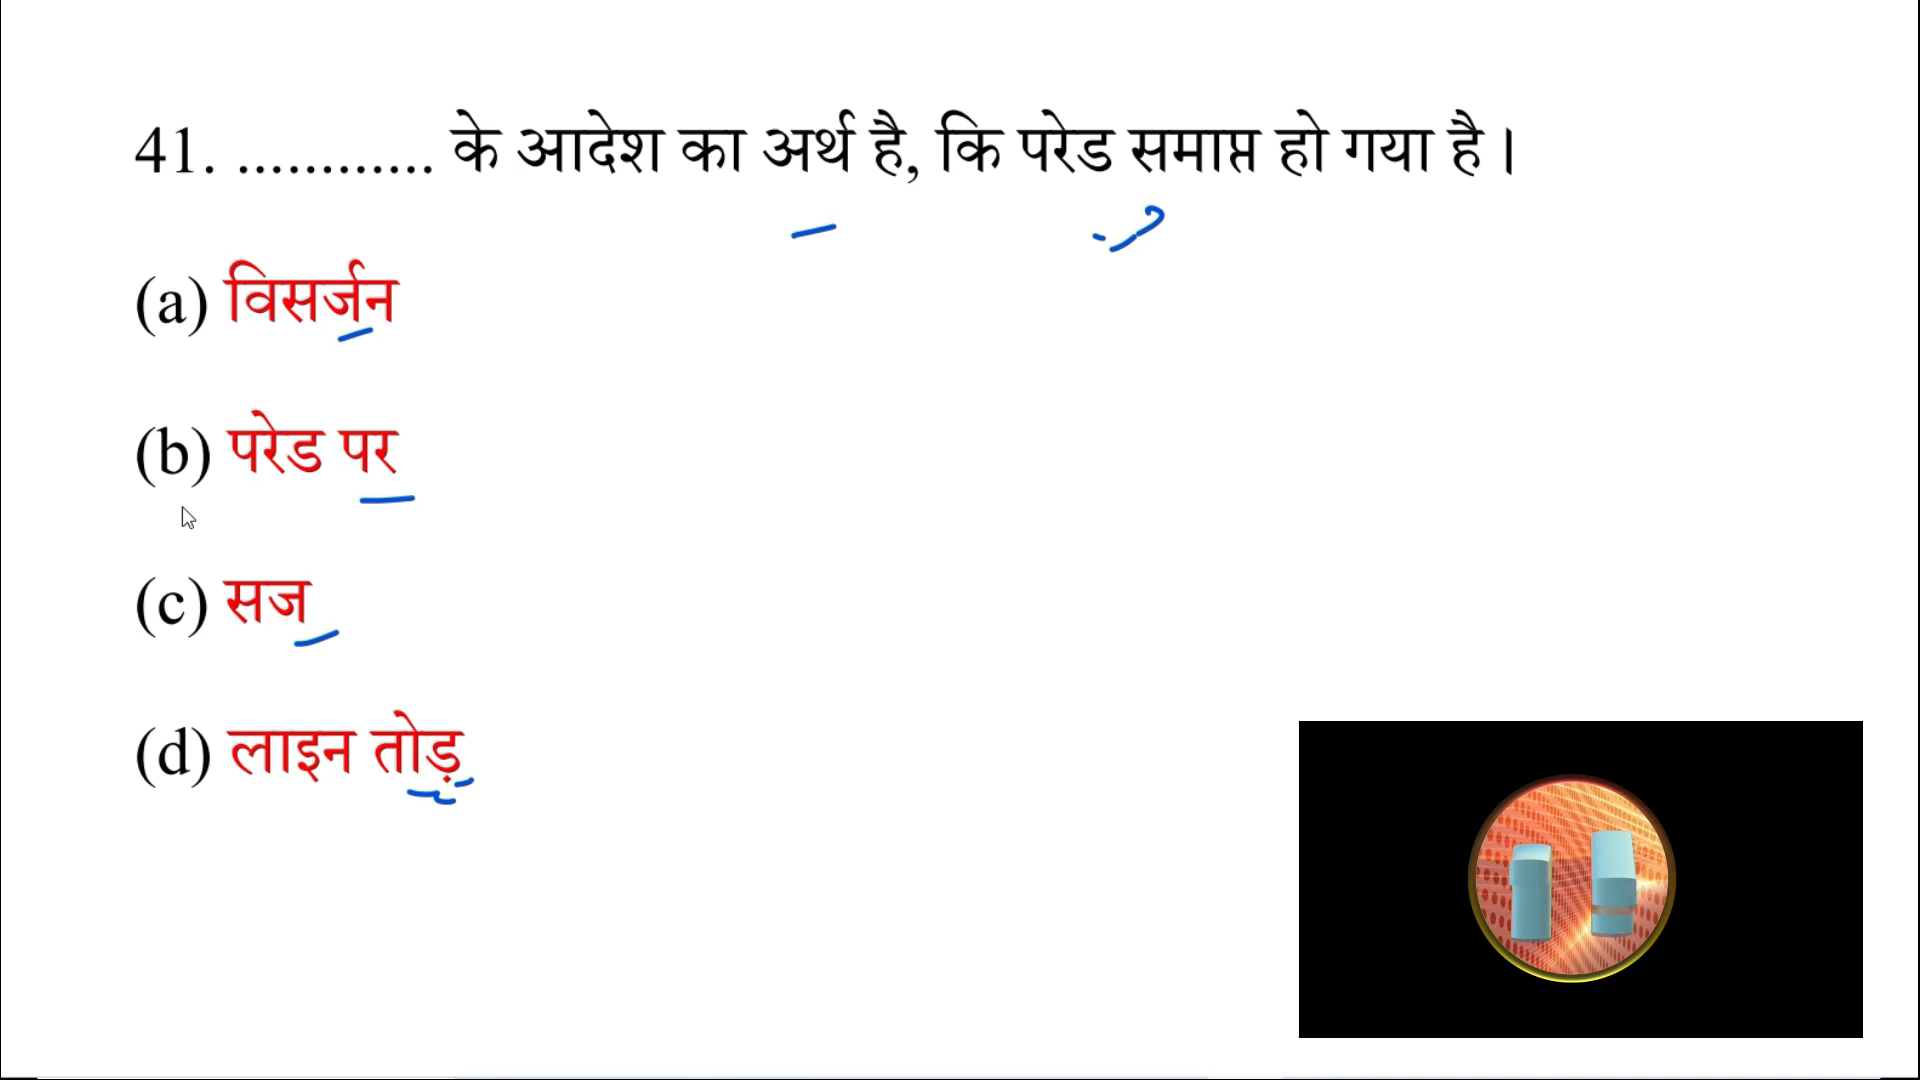 41. ............ के आदेश का अर्थ है, कि परेड समाप्त हो गया है।
(a) विसर्जन
(b) परेड पर
(c) सज
(d) लाइन तोड़